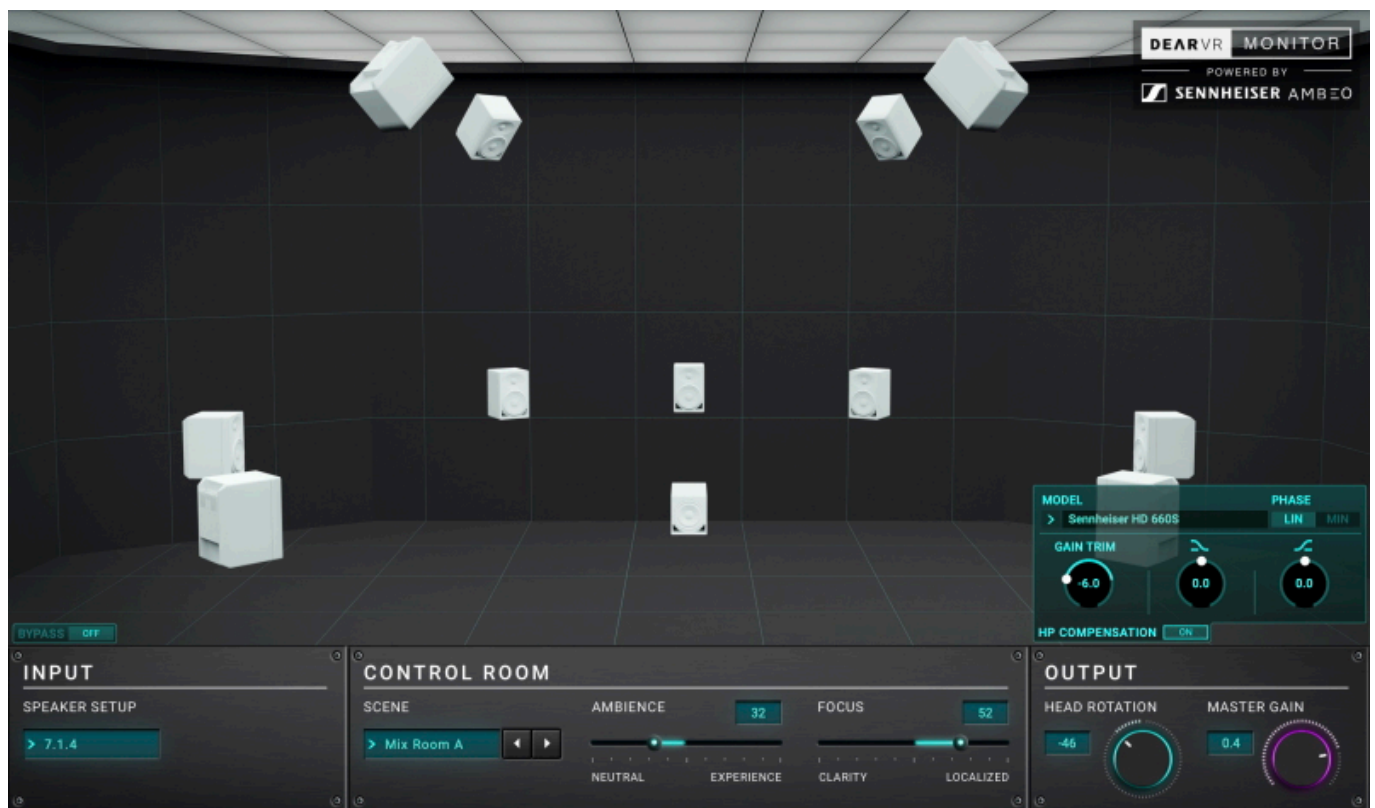 DEARVR MONITOR
POWERED BY
SENNHEISER AMBEO
MODEL
PHASE
> Sennheiser HD 660S
LIN
MIN
GAIN TRIM
-6.0
0.0
0.0
HP COMPENSATION ON
BYPASS OFF
INPUT
SPEAKER SETUP
> 7.1.4
CONTROL ROOM
SCENE
> Mix Room A
AMBIENCE
32
NEUTRAL
EXPERIENCE
FOCUS
52
CLARITY
LOCALIZED
OUTPUT
HEAD ROTATION
-46
MASTER GAIN
0.4